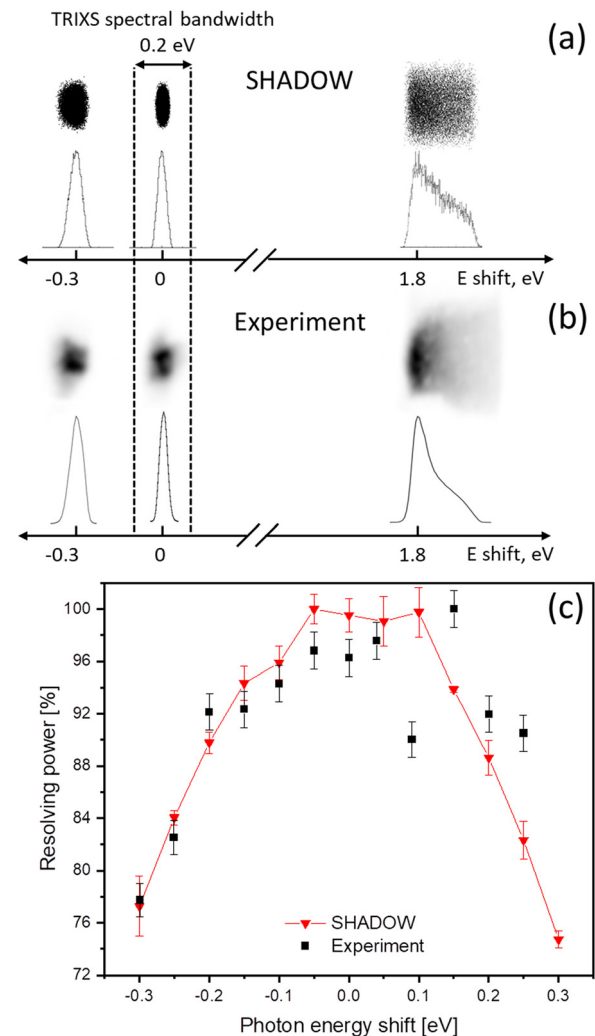 TRIXS spectral bandwidth
0.2 eV
(a)
SHADOW
-0.3 0 1.8 E shift, eV
Experiment
(b)
-0.3 0 1.8 E shift, eV
(c)
100
96
92
88
84
80
76
72
Resolving power [%]
SHADOW
Experiment
-0.3 -0.2 -0.1 0.0 0.1 0.2 0.3
Photon energy shift [eV]